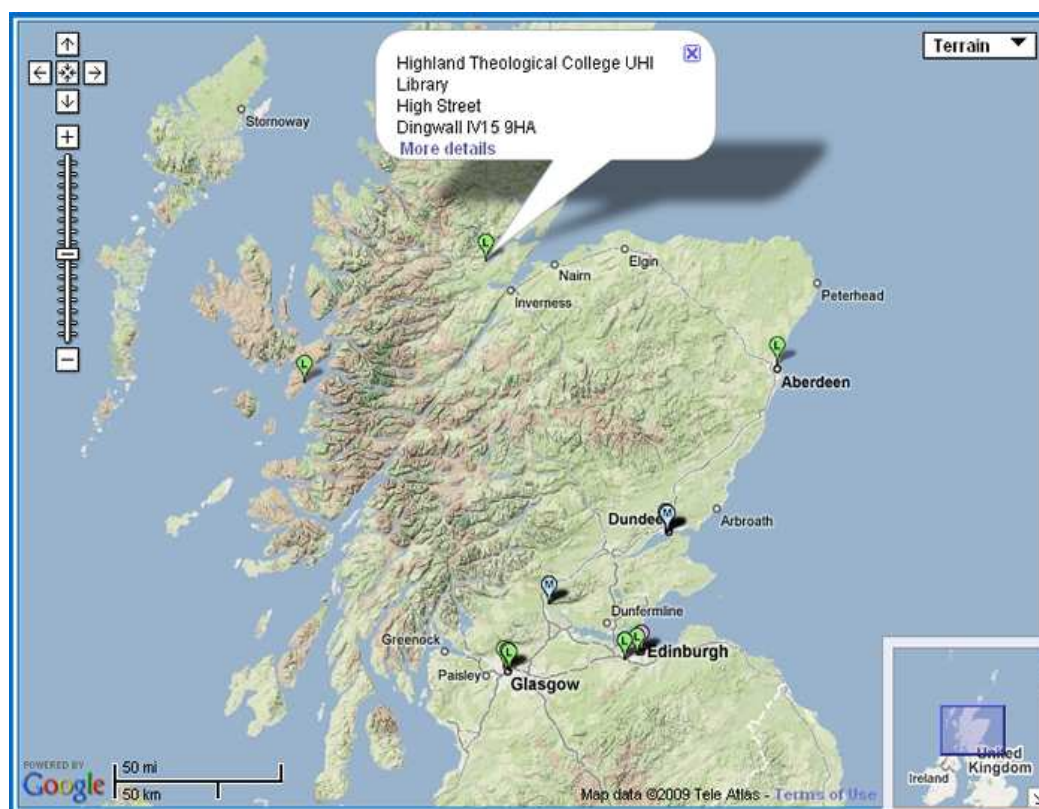 Highland Theological College UHI
Library
High Street
Dingwall IV15 9HA
More details
Terrain
Stornoway
L
Nairn
Elgin
Inverness
Peterhead
L
L
Aberdeen
M
Dundee
Arbroath
M
Dunfermline
L
L
Edinburgh
Greenock
L
Paisley
Glasgow
United
Kingdom
Ireland
POWERED BY
Google
50 mi
50 km
Map data ©2009 Tele Atlas - Terms of Use